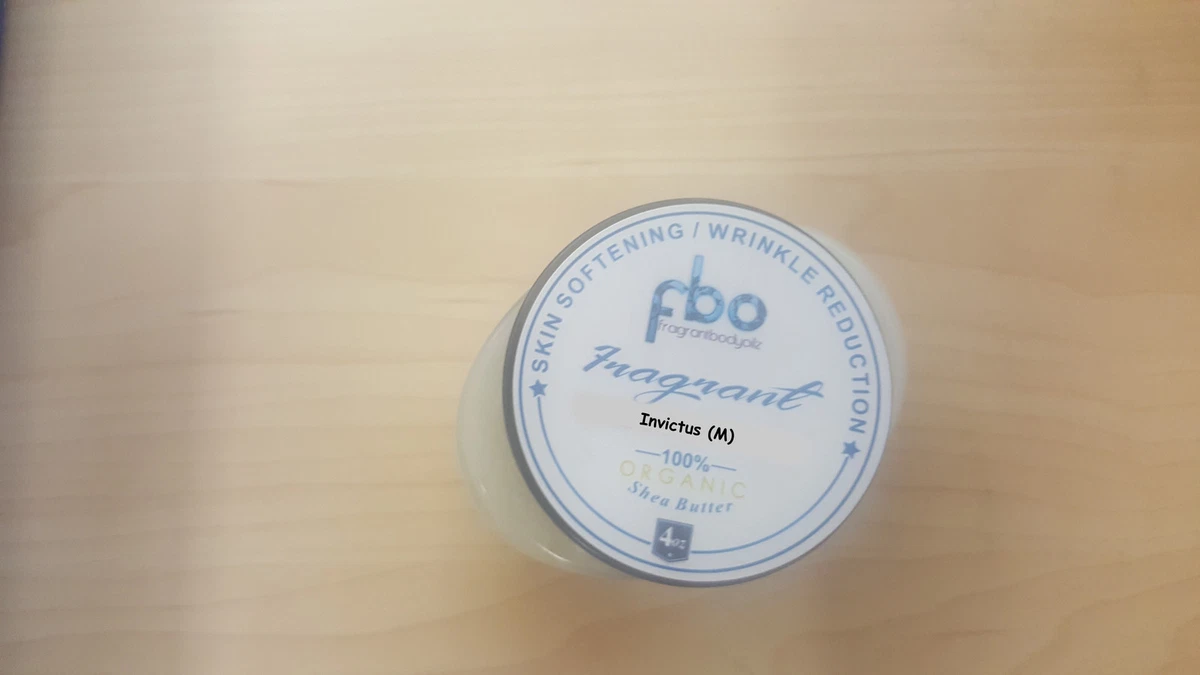 SKIN SOFTENING / WRINKLE REDUCTION
fbo
fragrantbodyoilz
Fragrant
Invictus (M)
100%
ORGANIC
Shea Butter
4oz